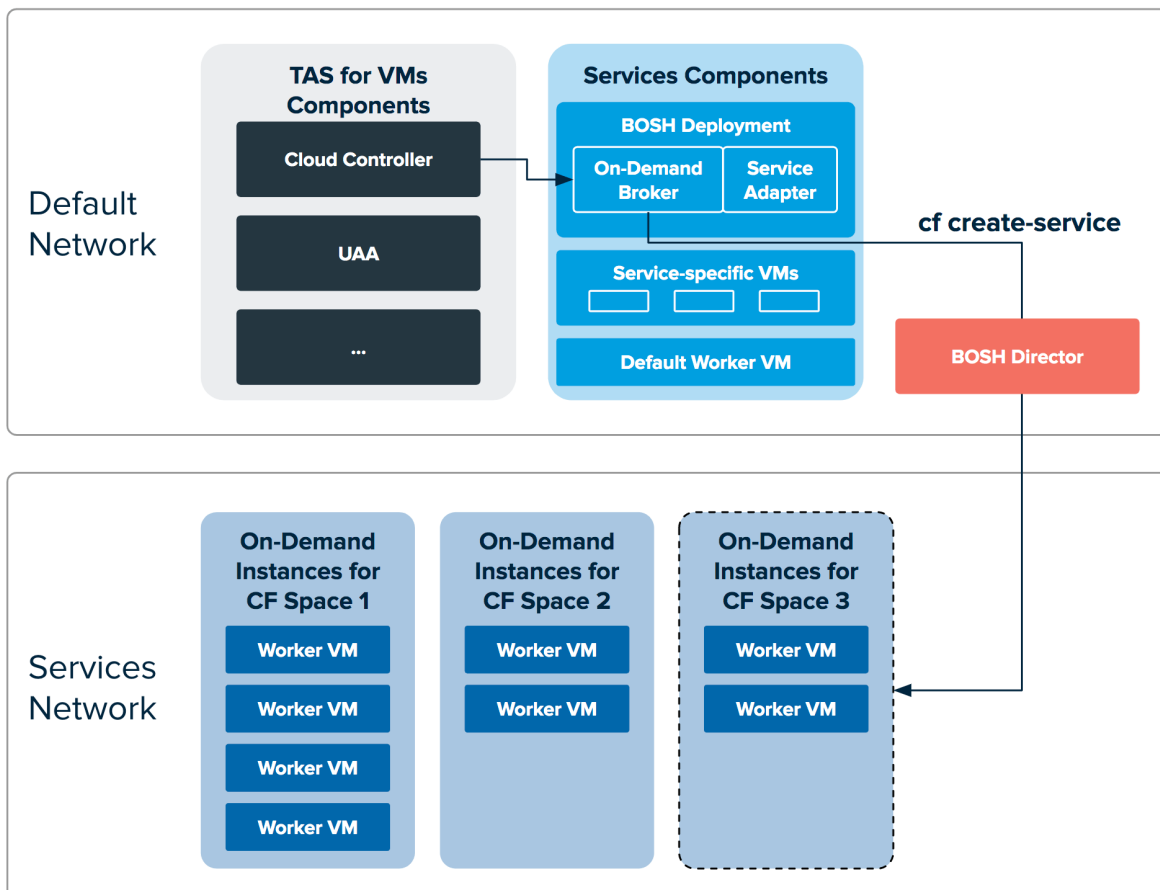 Default
Network
TAS for VMs
Components
Cloud Controller
UAA
...
Services Components
BOSH Deployment
On-Demand
Broker
Service
Adapter
Service-specific VMs
Default Worker VM
cf create-service
BOSH Director
Services
Network
On-Demand
Instances for
CF Space 1
Worker VM
Worker VM
Worker VM
Worker VM
On-Demand
Instances for
CF Space 2
Worker VM
Worker VM
On-Demand
Instances for
CF Space 3
Worker VM
Worker VM